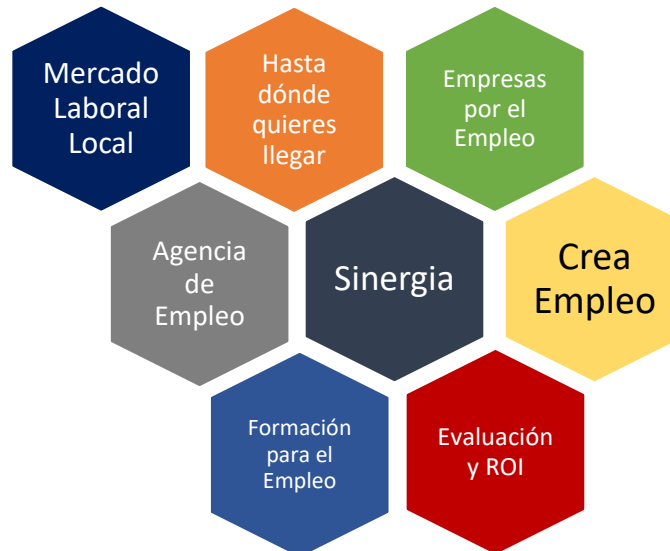 Mercado
Laboral
Local
Hasta
dónde
quieres
llegar
Empresas
por el
Empleo
Agencia
de
Empleo
Sinergia
Crea
Empleo
Formación
para el
Empleo
Evaluación
y ROI